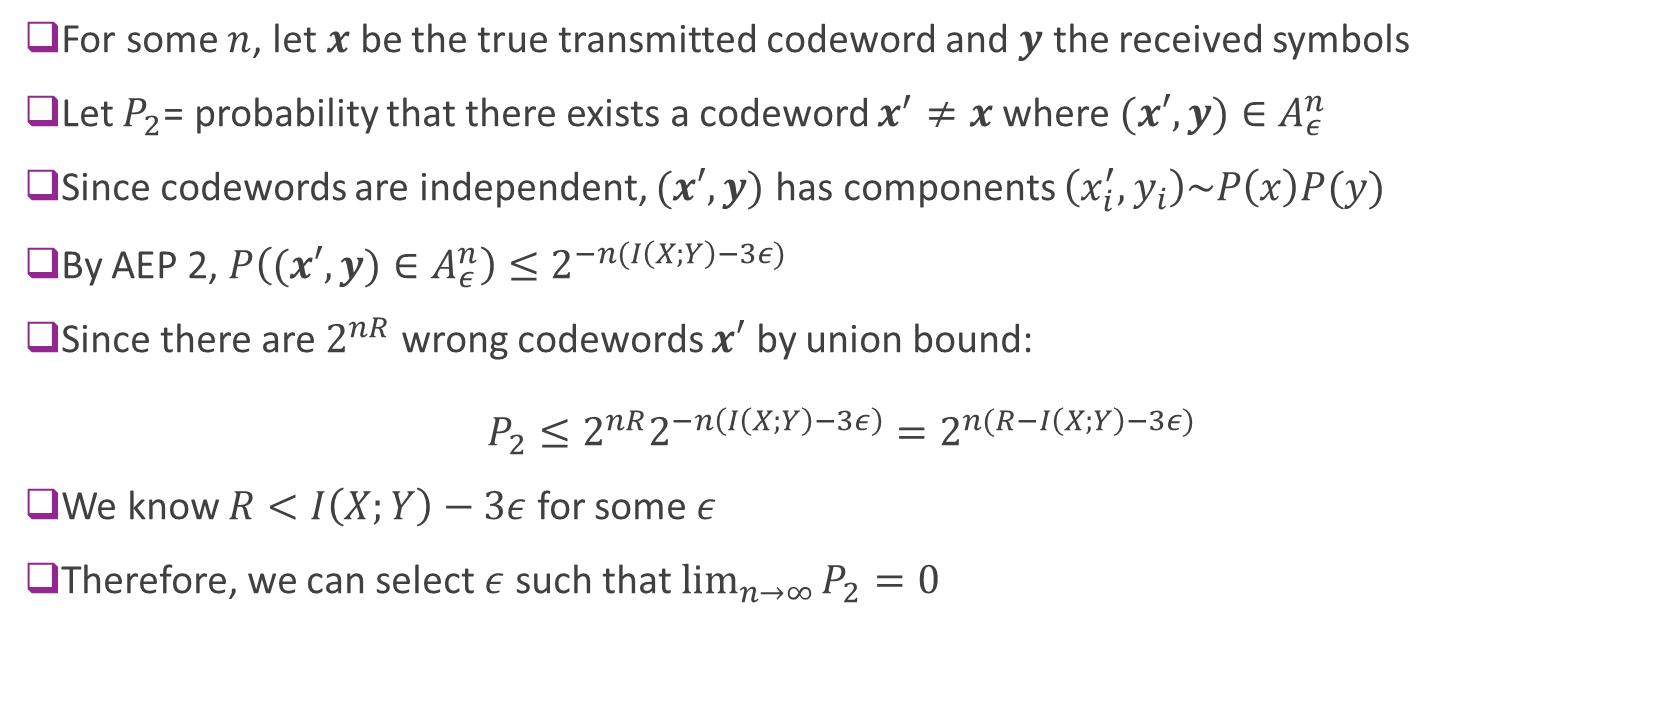 ❑For some 𝑛, let 𝒙 be the true transmitted codeword and 𝒚 the received symbols
❑Let 𝑃₂= probability that there exists a codeword 𝒙′ ≠ 𝒙 where (𝒙′, 𝒚) ∈ 𝐴_𝜖^𝑛
❑Since codewords are independent, (𝒙′, 𝒚) has components (𝑥ᵢ′, 𝑦ᵢ)~𝑃(𝑥)𝑃(𝑦)
❑By AEP 2, 𝑃((𝒙′, 𝒚) ∈ 𝐴_𝜖^𝑛) ≤ 2^{−𝑛(𝐼(𝑋;𝑌)−3𝜖)}
❑Since there are 2^{𝑛𝑅} wrong codewords 𝒙′ by union bound:
𝑃₂ ≤ 2^{𝑛𝑅}2^{−𝑛(𝐼(𝑋;𝑌)−3𝜖)} = 2^{𝑛(𝑅−𝐼(𝑋;𝑌)−3𝜖)}
❑We know 𝑅 < 𝐼(𝑋; 𝑌) − 3𝜖 for some 𝜖
❑Therefore, we can select 𝜖 such that lim_{𝑛→∞} 𝑃₂ = 0